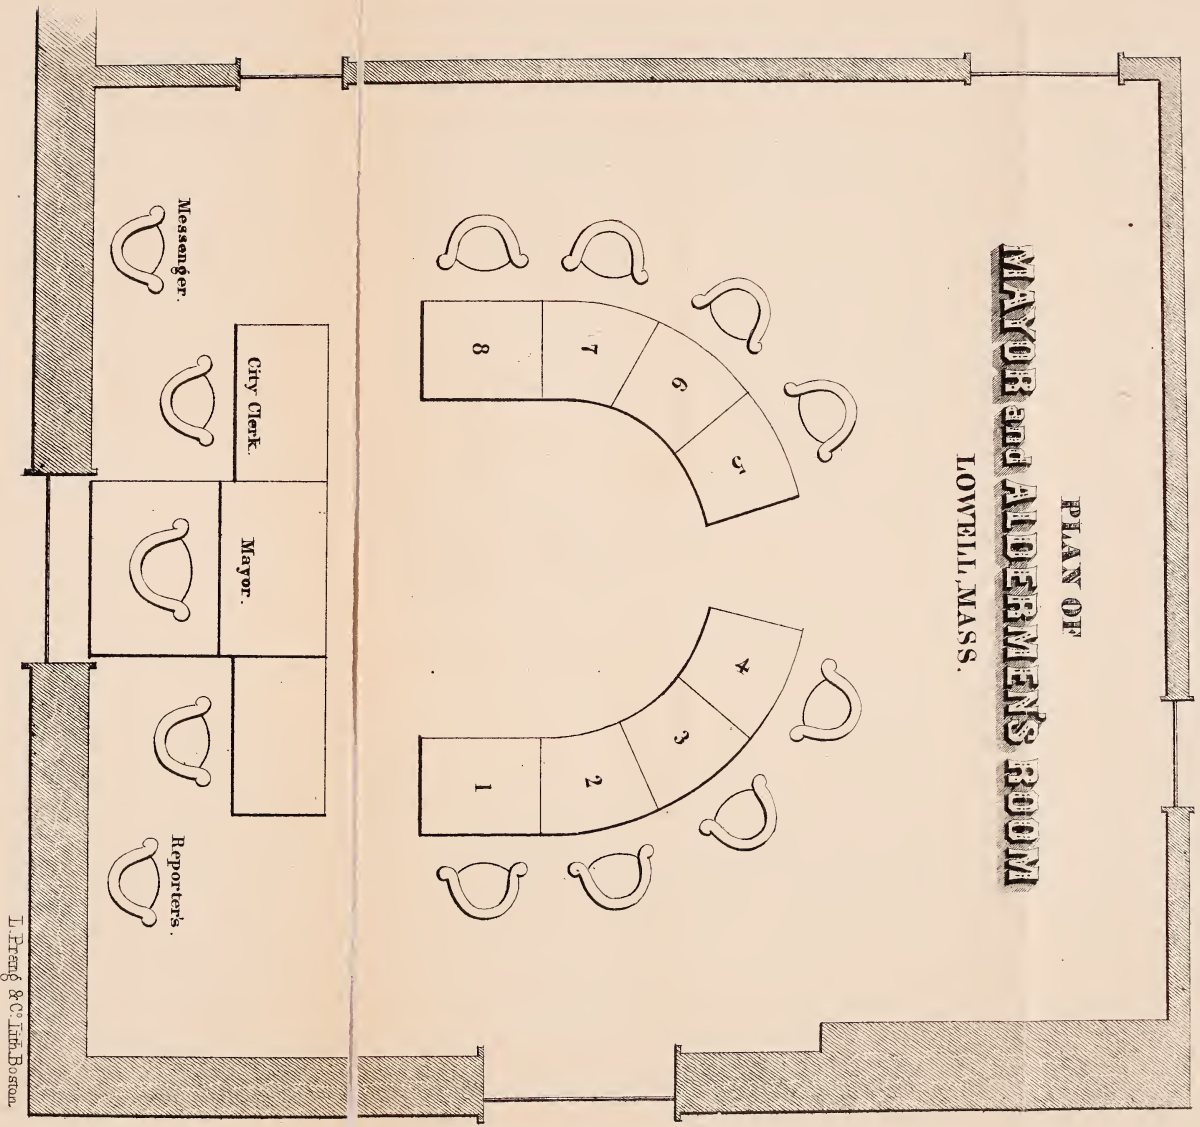 PLAN OF
MAYOR and ALDERMEN'S ROOM
LOWELL, MASS.
5
4
6
3
7
2
8
1
Mayor.
City Clerk.
Messenger.
Reporter's.
L. Prang & Co. Lith. Boston.